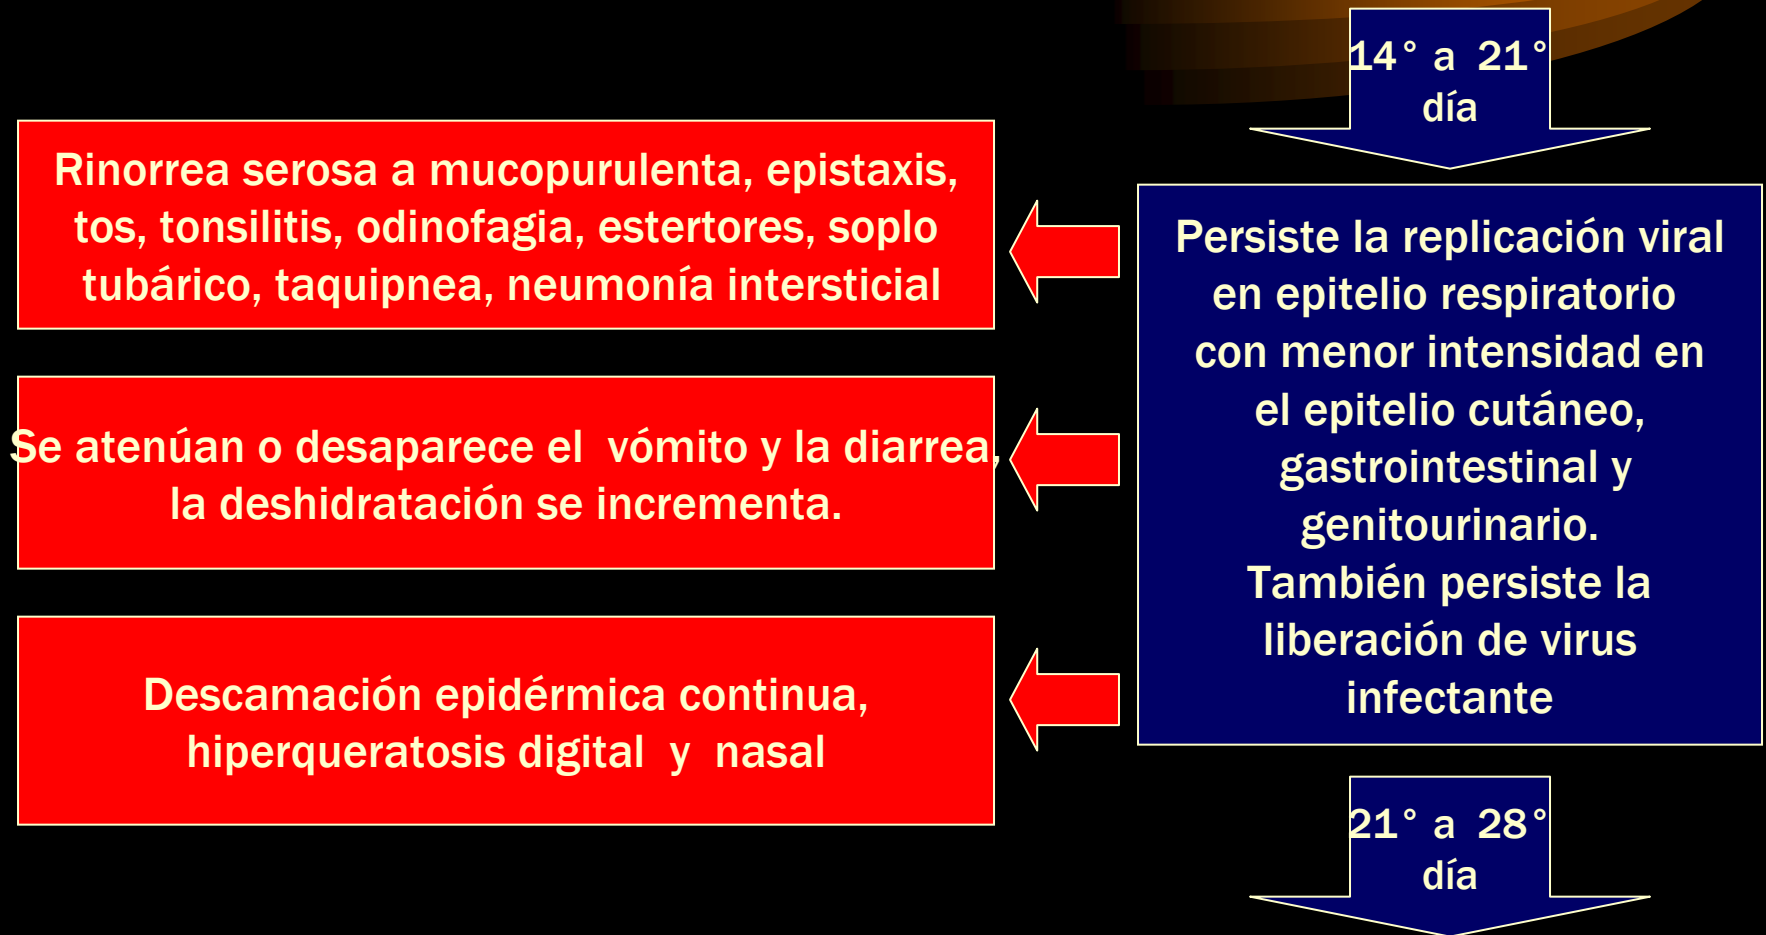 14° a 21°
día
Rinorrea serosa a mucopurulenta, epistaxis,
tos, tonsilitis, odinofagia, estertores, soplo
tubárico, taquipnea, neumonía intersticial
Persiste la replicación viral
en epitelio respiratorio
con menor intensidad en
el epitelio cutáneo,
gastrointestinal y
genitourinario.
También persiste la
liberación de virus
infectante
Se atenúan o desaparece el vómito y la diarrea,
la deshidratación se incrementa.
Descamación epidérmica continua,
hiperqueratosis digital y nasal
21° a 28°
día